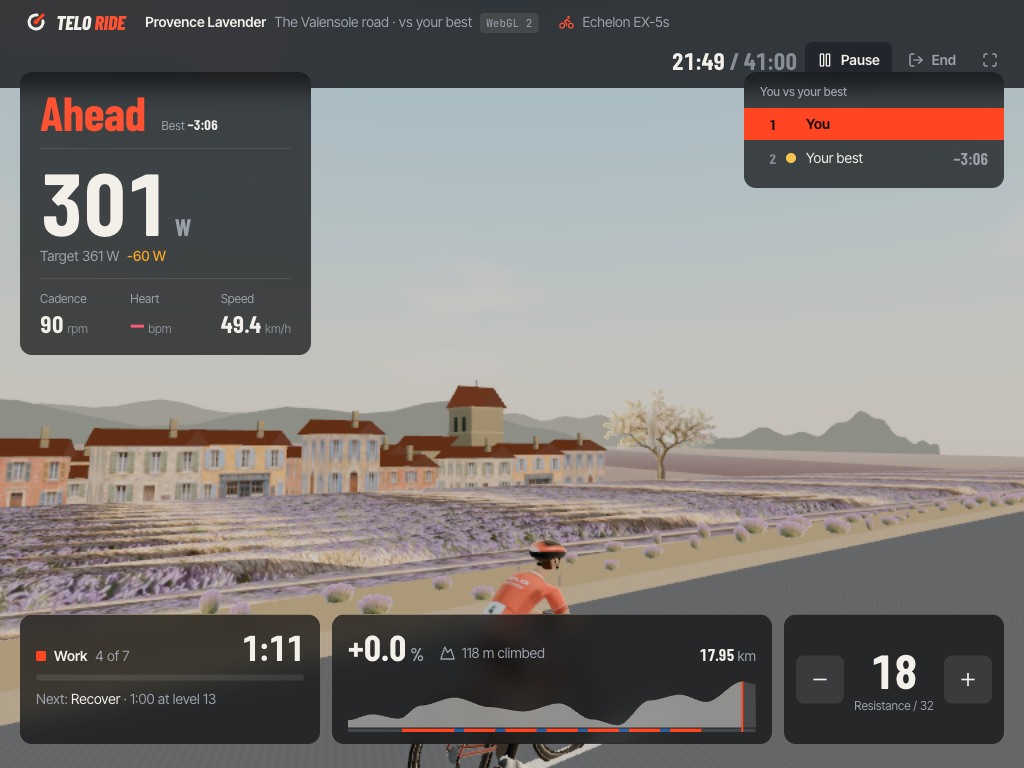 TELO RIDE Provence Lavender The Valensole road · vs your best WebGL 2 Echelon EX-5s
21:49 / 41:00 Pause End
Ahead Best −3:06
301 W
Target 361 W -60 W
Cadence Heart Speed
90 rpm – bpm 49.4 km/h
You vs your best
1 You
2 Your best −3:06
Work 4 of 7 1:11
Next: Recover · 1:00 at level 13
+0.0 % 118 m climbed 17.95 km
− 18 +
Resistance / 32